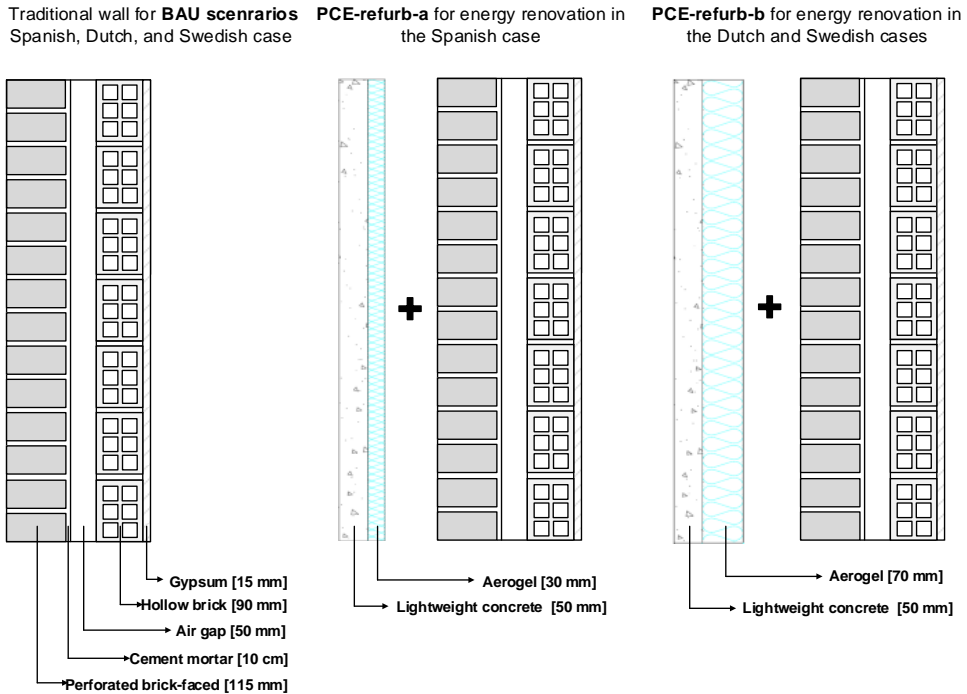 Traditional wall for BAU scenrarios
Spanish, Dutch, and Swedish case
PCE-refurb-a for energy renovation in
the Spanish case
PCE-refurb-b for energy renovation in
the Dutch and Swedish cases
Gypsum [15 mm]
Hollow brick [90 mm]
Air gap [50 mm]
Cement mortar [10 cm]
Perforated brick-faced [115 mm]
Aerogel [30 mm]
Lightweight concrete [50 mm]
Aerogel [70 mm]
Lightweight concrete [50 mm]